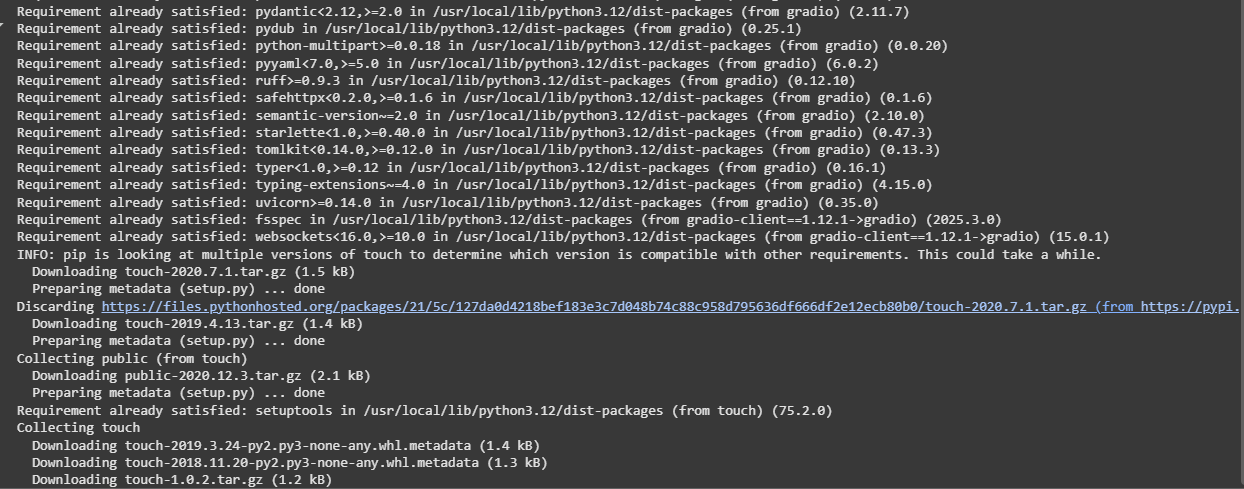 Requirement already satisfied: pydantic<2.12,>=2.0 in /usr/local/lib/python3.12/dist-packages (from gradio) (2.11.7)
Requirement already satisfied: pydub in /usr/local/lib/python3.12/dist-packages (from gradio) (0.25.1)
Requirement already satisfied: python-multipart>=0.0.18 in /usr/local/lib/python3.12/dist-packages (from gradio) (0.0.20)
Requirement already satisfied: pyyaml<7.0,>=5.0 in /usr/local/lib/python3.12/dist-packages (from gradio) (6.0.2)
Requirement already satisfied: ruff>=0.9.3 in /usr/local/lib/python3.12/dist-packages (from gradio) (0.12.10)
Requirement already satisfied: safehttpx<0.2.0,>=0.1.6 in /usr/local/lib/python3.12/dist-packages (from gradio) (0.1.6)
Requirement already satisfied: semantic-version~=2.0 in /usr/local/lib/python3.12/dist-packages (from gradio) (2.10.0)
Requirement already satisfied: starlette<1.0,>=0.40.0 in /usr/local/lib/python3.12/dist-packages (from gradio) (0.47.3)
Requirement already satisfied: tomlkit<0.14.0,>=0.12.0 in /usr/local/lib/python3.12/dist-packages (from gradio) (0.13.3)
Requirement already satisfied: typer<1.0,>=0.12 in /usr/local/lib/python3.12/dist-packages (from gradio) (0.16.1)
Requirement already satisfied: typing-extensions~=4.0 in /usr/local/lib/python3.12/dist-packages (from gradio) (4.15.0)
Requirement already satisfied: uvicorn>=0.14.0 in /usr/local/lib/python3.12/dist-packages (from gradio) (0.35.0)
Requirement already satisfied: fsspec in /usr/local/lib/python3.12/dist-packages (from gradio-client==1.12.1->gradio) (2025.3.0)
Requirement already satisfied: websockets<16.0,>=10.0 in /usr/local/lib/python3.12/dist-packages (from gradio-client==1.12.1->gradio) (15.0.1)
INFO: pip is looking at multiple versions of touch to determine which version is compatible with other requirements. This could take a while.
Downloading touch-2020.7.1.tar.gz (1.5 kB)
Preparing metadata (setup.py) ... done
Discarding https://files.pythonhosted.org/packages/21/5c/127da0d4218bef183e3c7d048b74c88c958d795636df666df2e12ecb80b0/touch-2020.7.1.tar.gz (from https://pypi.
Downloading touch-2019.4.13.tar.gz (1.4 kB)
Preparing metadata (setup.py) ... done
Collecting public (from touch)
Downloading public-2020.12.3.tar.gz (2.1 kB)
Preparing metadata (setup.py) ... done
Requirement already satisfied: setuptools in /usr/local/lib/python3.12/dist-packages (from touch) (75.2.0)
Collecting touch
Downloading touch-2019.3.24-py2.py3-none-any.whl.metadata (1.4 kB)
Downloading touch-2018.11.20-py2.py3-none-any.whl.metadata (1.3 kB)
Downloading touch-1.0.2.tar.gz (1.2 kB)